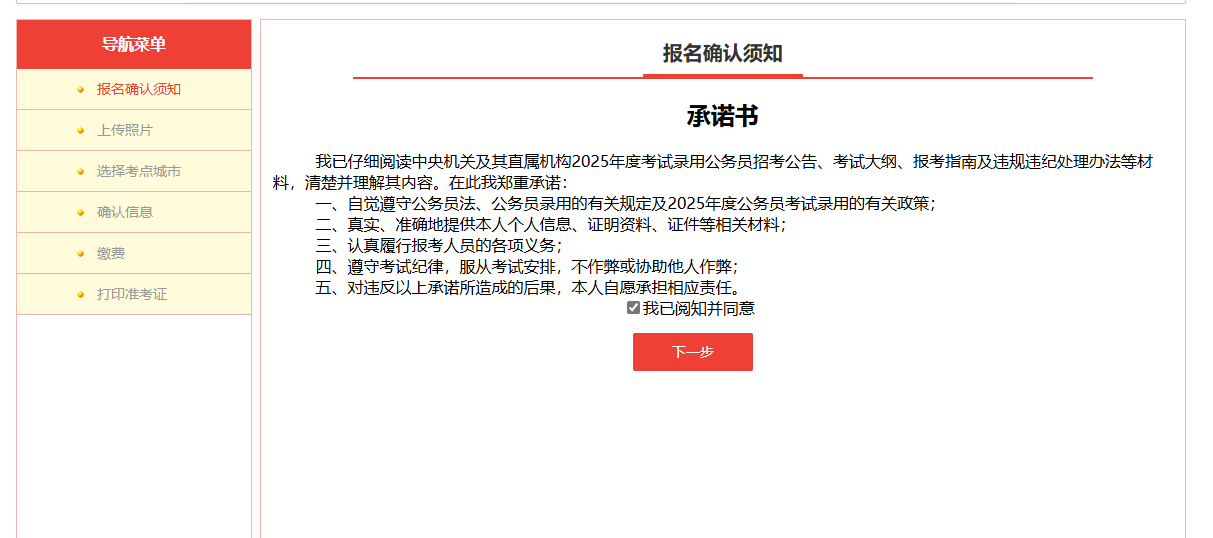 导航菜单
报名确认须知
上传照片
选择考点城市
确认信息
缴费
打印准考证
报名确认须知
承诺书
我已仔细阅读中央机关及其直属机构2025年度考试录用公务员招考公告、考试大纲、报考指南及违规违纪处理办法等材
料，清楚并理解其内容。在此我郑重承诺：
一、自觉遵守公务员法、公务员录用的有关规定及2025年度公务员考试录用的有关政策；
二、真实、准确地提供本人个人信息、证明资料、证件等相关材料；
三、认真履行报考人员的各项义务；
四、遵守考试纪律，服从考试安排，不作弊或协助他人作弊；
五、对违反以上承诺所造成的后果，本人自愿承担相应责任。
我已阅知并同意
下一步